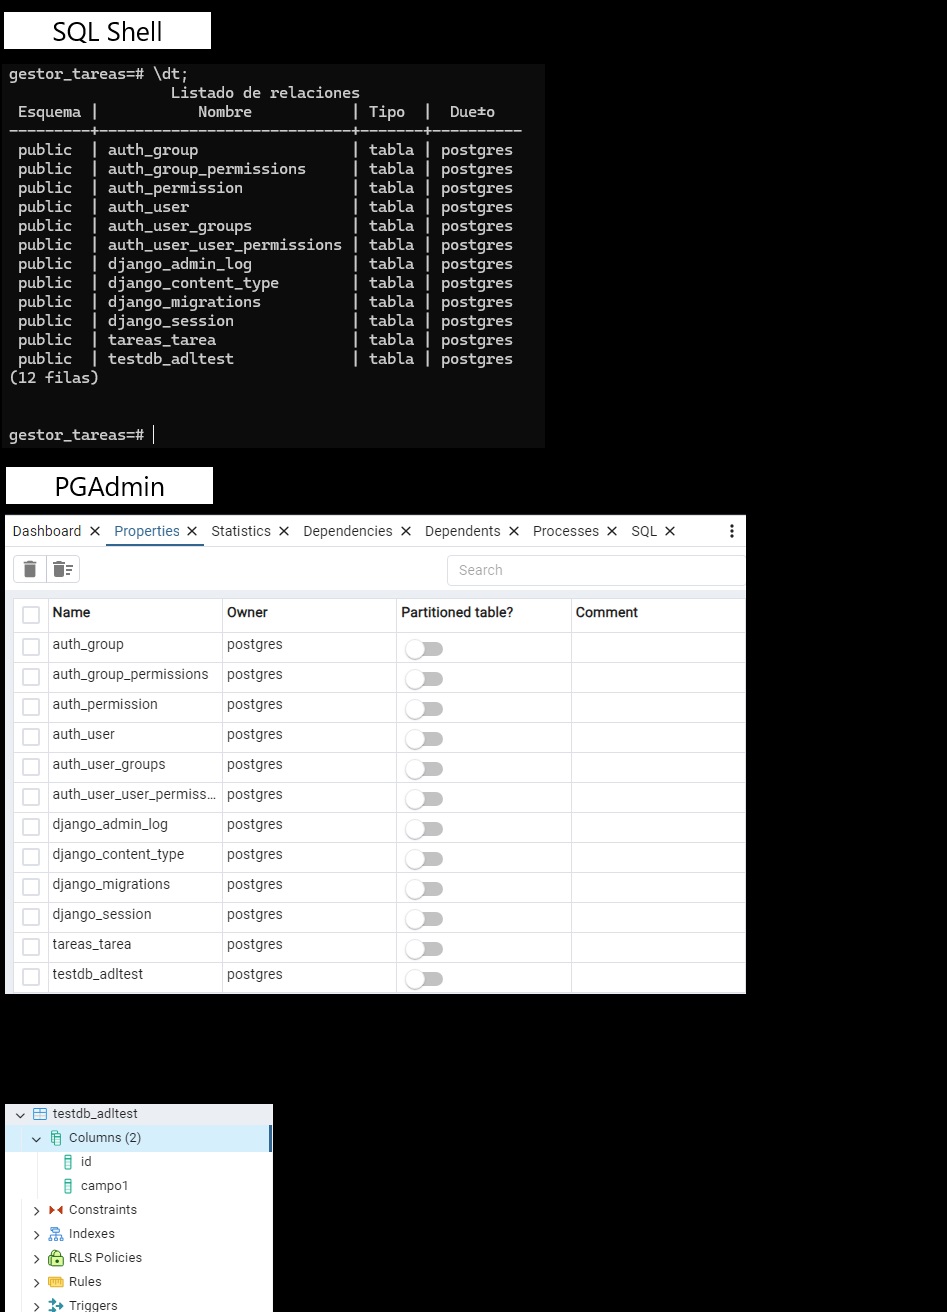 SQL Shell
gestor_tareas=# \dt;
Listado de relaciones
Esquema | Nombre | Tipo | Due±o
---------+----------------------------+-------+----------
public | auth_group | tabla | postgres
public | auth_group_permissions | tabla | postgres
public | auth_permission | tabla | postgres
public | auth_user | tabla | postgres
public | auth_user_groups | tabla | postgres
public | auth_user_user_permissions | tabla | postgres
public | django_admin_log | tabla | postgres
public | django_content_type | tabla | postgres
public | django_migrations | tabla | postgres
public | django_session | tabla | postgres
public | tareas_tarea | tabla | postgres
public | testdb_adltest | tabla | postgres
(12 filas)
gestor_tareas=#
PGAdmin
Dashboard Properties Statistics Dependencies Dependents Processes SQL
Search
Name Owner Partitioned table? Comment
auth_group postgres
auth_group_permissions postgres
auth_permission postgres
auth_user postgres
auth_user_groups postgres
auth_user_user_permiss... postgres
django_admin_log postgres
django_content_type postgres
django_migrations postgres
django_session postgres
tareas_tarea postgres
testdb_adltest postgres
testdb_adltest
Columns (2)
id
campo1
Constraints
Indexes
RLS Policies
Rules
Triggers